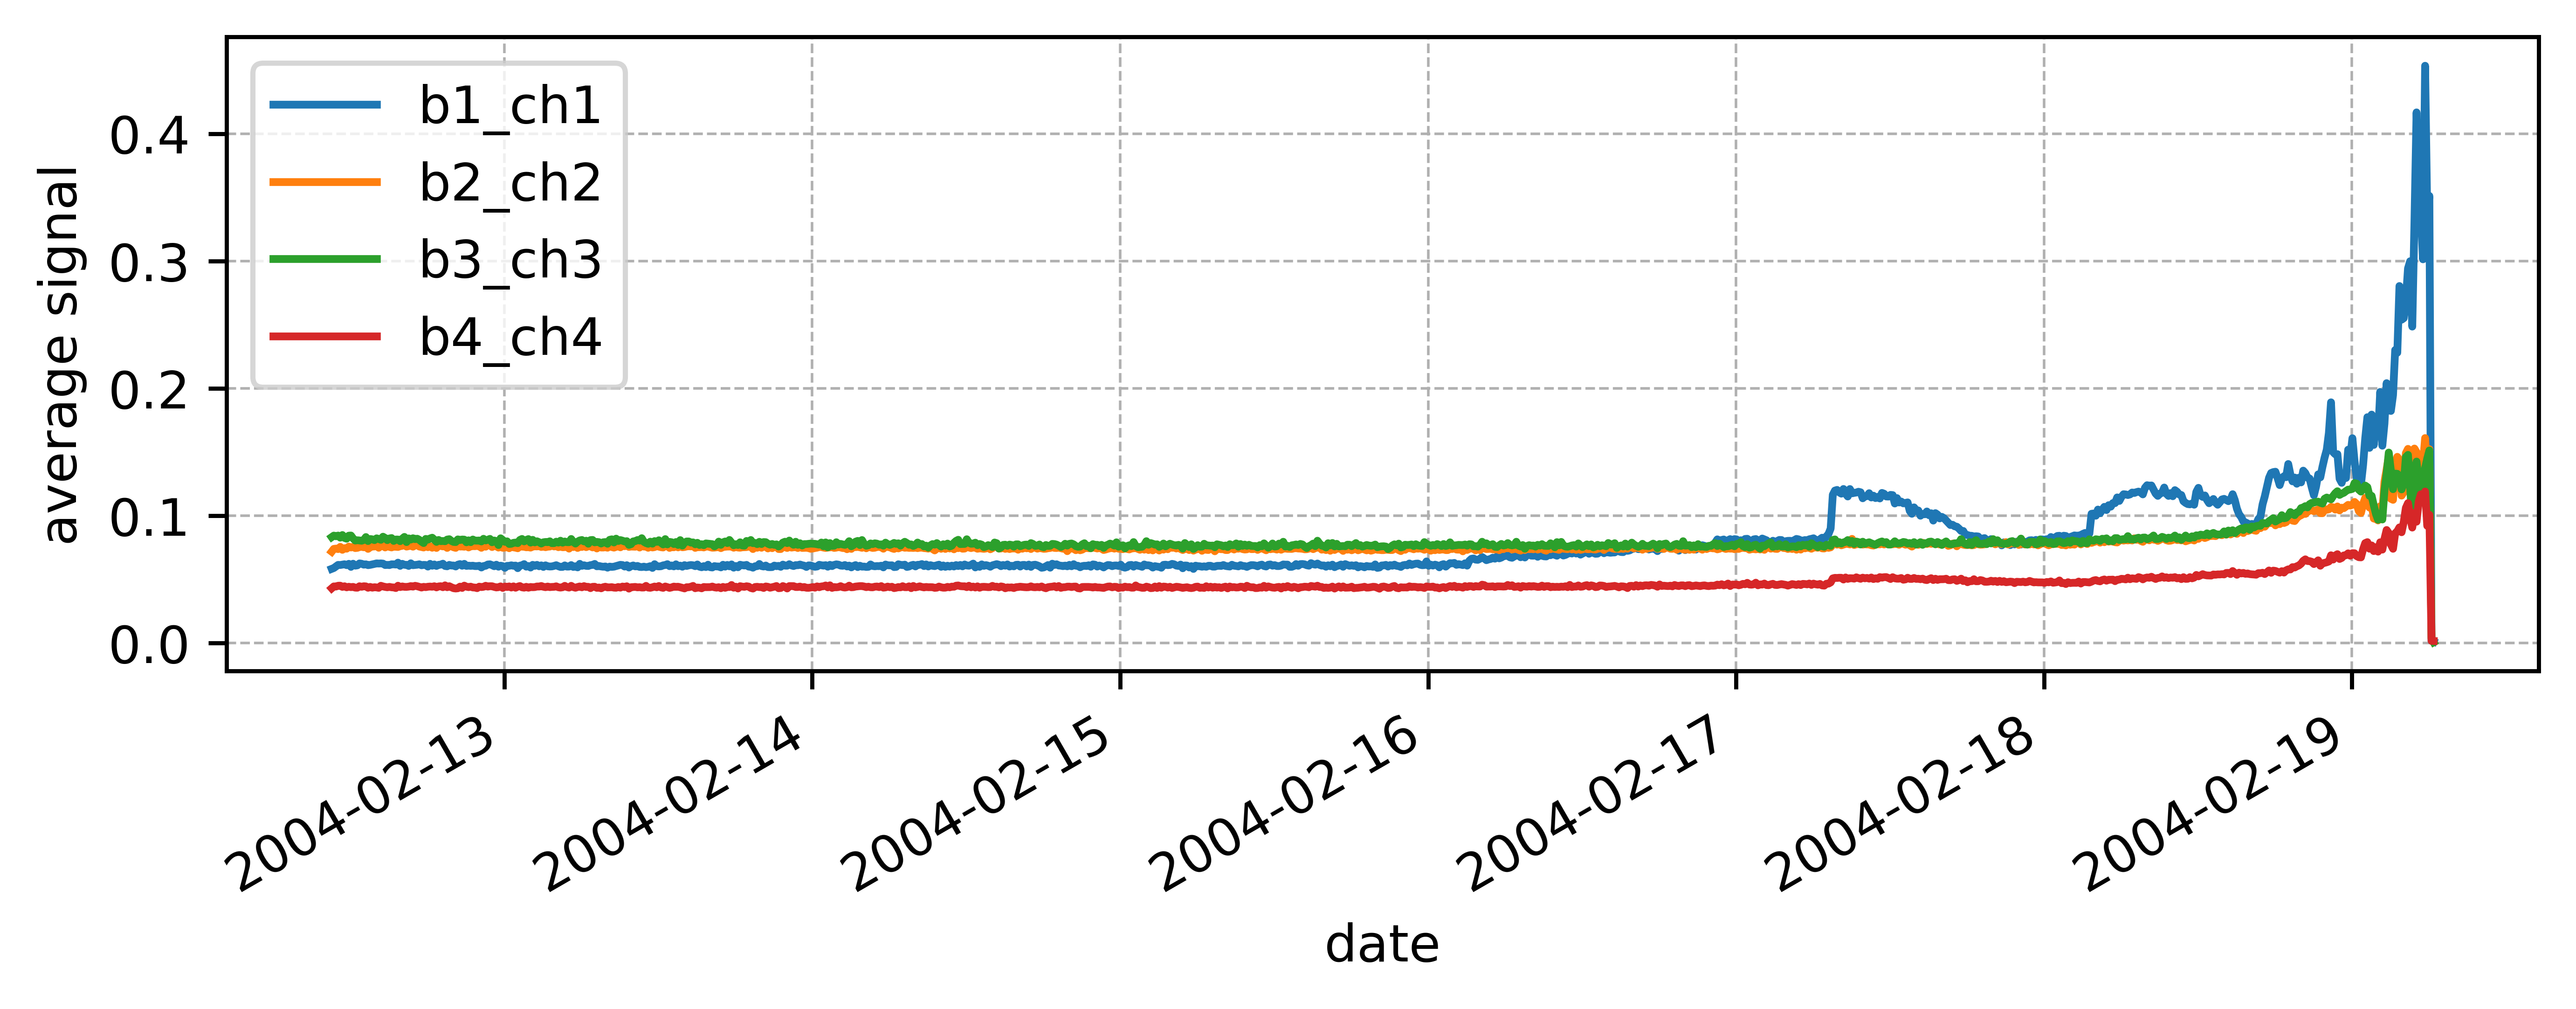 b1_ch1
b2_ch2
b3_ch3
b4_ch4
average signal
0.4
0.3
0.2
0.1
0.0
2004-02-13
2004-02-14
2004-02-15
2004-02-16
2004-02-17
2004-02-18
2004-02-19
date